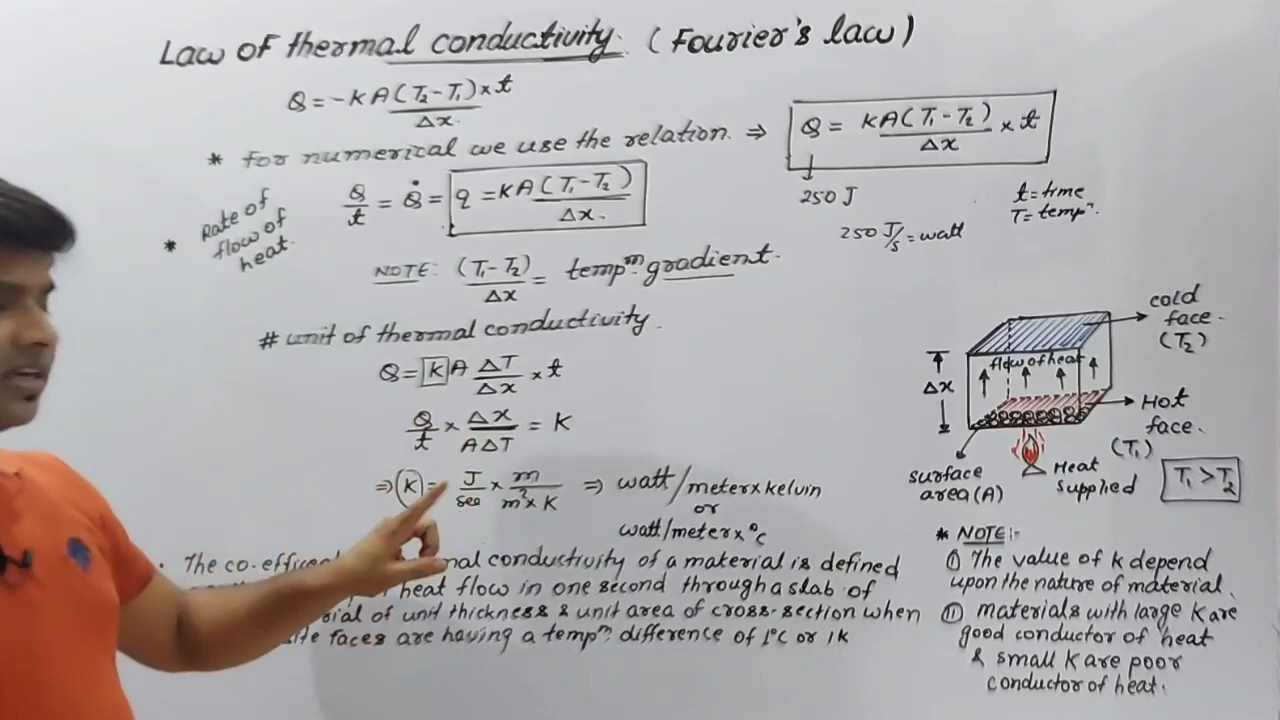 Law of thermal conductivity. (Fourier's law)
Q = -KA(T₂-T₁)/Δx × t
* For numerical we use the relation. ⇒ Q = KA(T₁-T₂)/Δx × t
250 J
t = time
T = tempʳ.
250 J/s = watt
* Rate of flow of heat.
Q/t = Q̇ = q = KA(T₁-T₂)/Δx.
NOTE: (T₁-T₂)/Δx = tempʳ. gradient.
# unit of thermal conductivity.
Q = K A ΔT/Δx × t
Q/t × Δx/AΔT = K
⇒ K = J/sec × m/m²×K ⇒ watt/meter×kelvin
or
watt/meter×°C
The co-effice
nal conductivity of a material is defined
heat flow in one second through a slab of
rial of unit thickness & unit area of cross-section when
site faces are having a tempʳ. difference of 1°C or 1K
cold
face.
(T₂)
flow of heat
Δx
Hot
face.
(T₁)
surface
area (A)
Heat
supplied
T₁ > T₂
* NOTE:-
(i) The value of K depend
upon the nature of material.
(ii) materials with large K are
good conductor of heat
& small K are poor
conductor of heat.